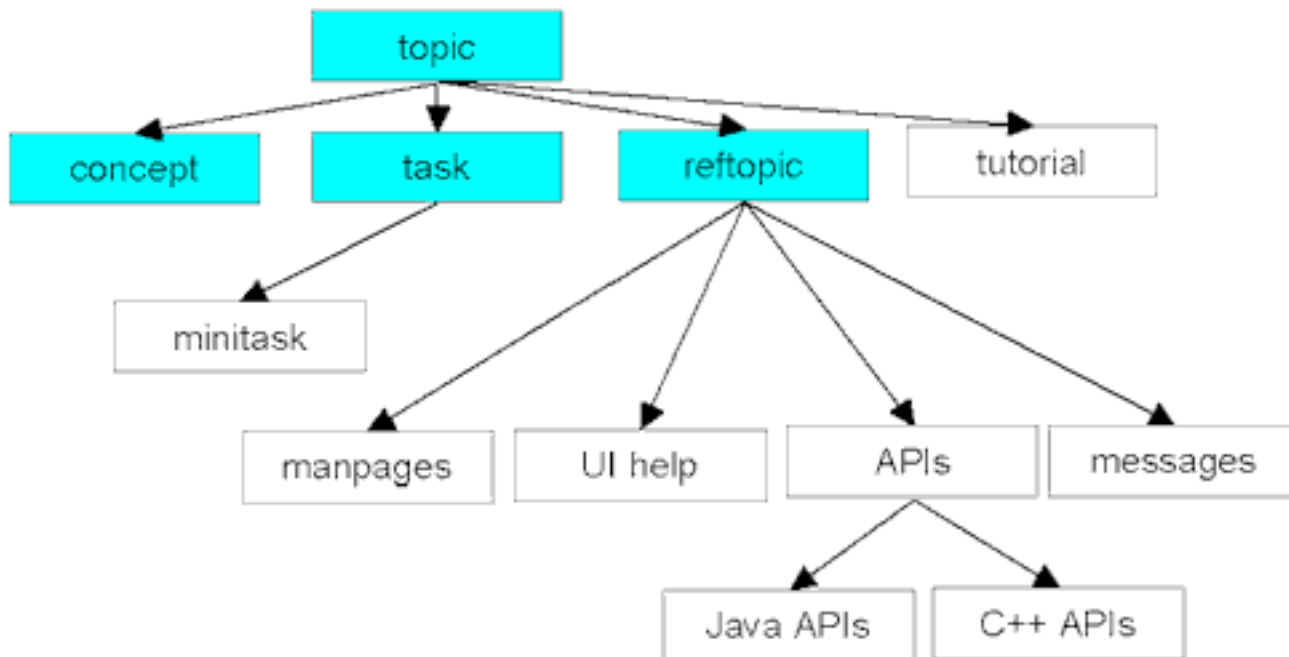 topic
concept
task
reftopic
tutorial
minitask
manpages
UI help
APIs
messages
Java APIs
C++ APIs